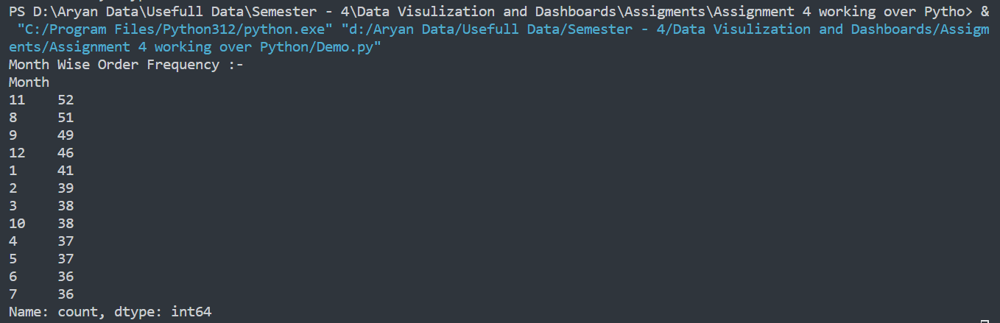 PS D:\Aryan Data\Usefull Data\Semester - 4\Data Visulization and Dashboards\Assigments\Assignment 4 working over Pytho> &
"C:/Program Files/Python312/python.exe" "d:/Aryan Data/Usefull Data/Semester - 4/Data Visulization and Dashboards/Assigm
ents/Assignment 4 working over Python/Demo.py"
Month Wise Order Frequency :-
Month
11    52
8     51
9     49
12    46
1     41
2     39
3     38
10    38
4     37
5     37
6     36
7     36
Name: count, dtype: int64